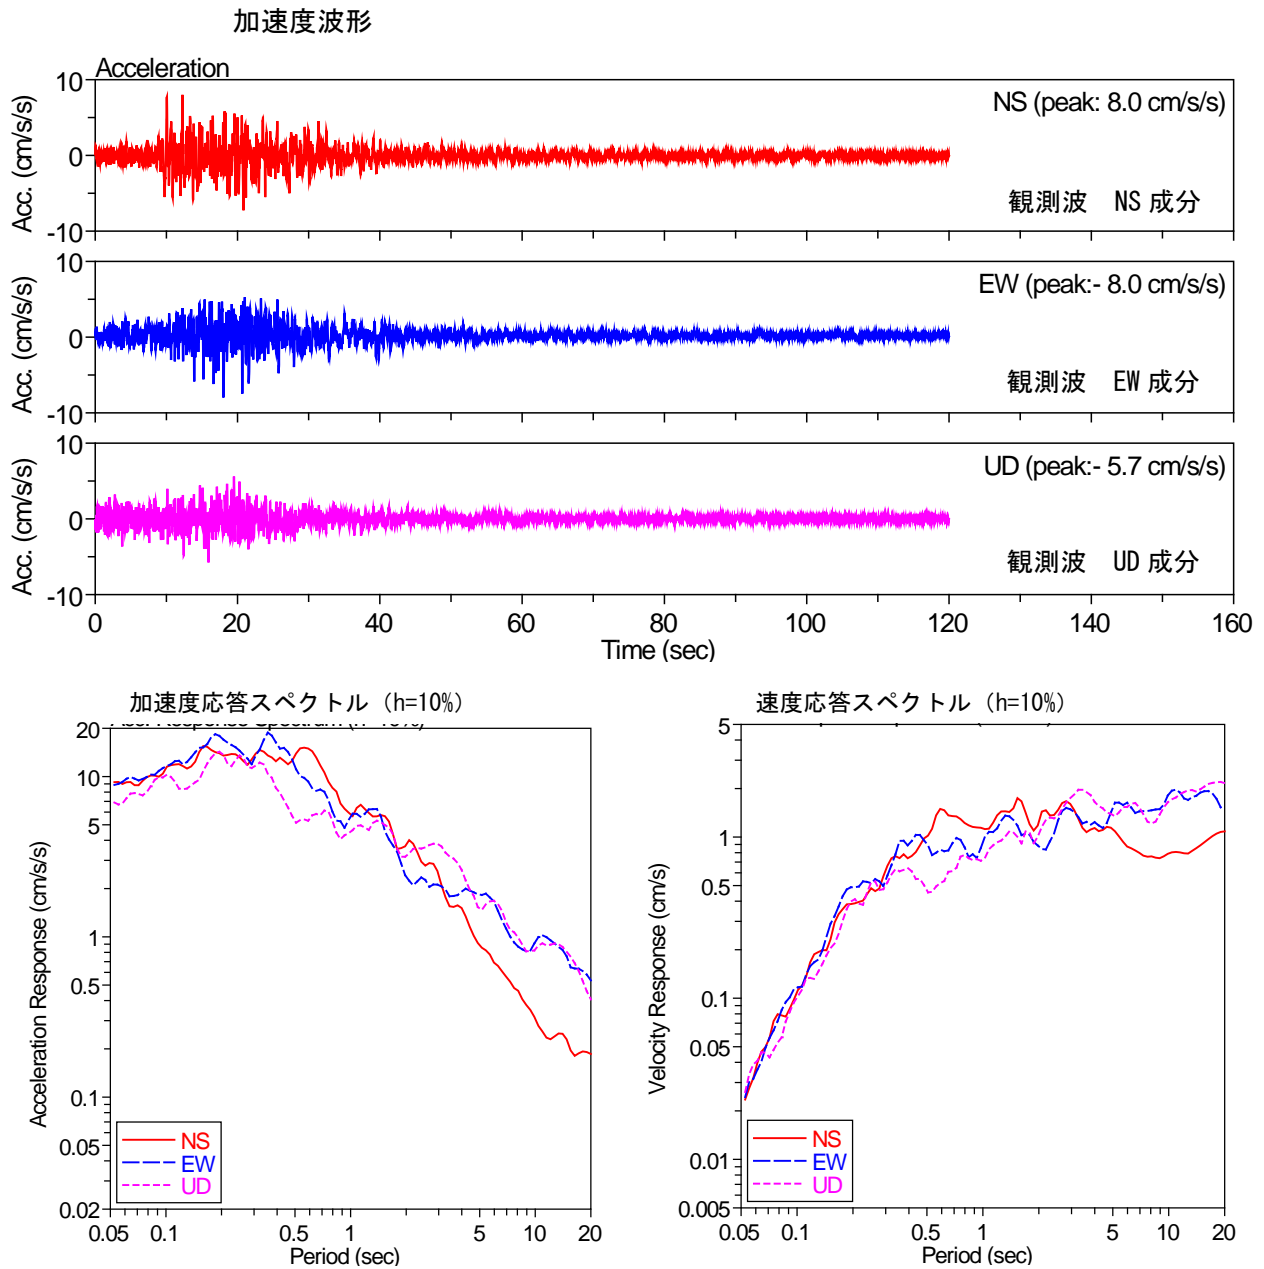 加速度波形
Acceleration
10
0
-10
Acc. (cm/s/s)
NS (peak: 8.0 cm/s/s)
観測波 NS 成分
10
0
-10
Acc. (cm/s/s)
EW (peak:- 8.0 cm/s/s)
観測波 EW 成分
10
0
-10
Acc. (cm/s/s)
UD (peak:- 5.7 cm/s/s)
観測波 UD 成分
0 20 40 60 80 100 120 140 160
Time (sec)
加速度応答スペクトル (h=10%)
20
10
5
1
0.5
0.1
0.05
0.02
Acceleration Response (cm/s/s)
NS
EW
UD
0.05 0.1 0.5 1 5 10 20
Period (sec)
速度応答スペクトル (h=10%)
5
1
0.5
0.1
0.05
0.01
0.005
Velocity Response (cm/s)
NS
EW
UD
0.05 0.1 0.5 1 5 10 20
Period (sec)